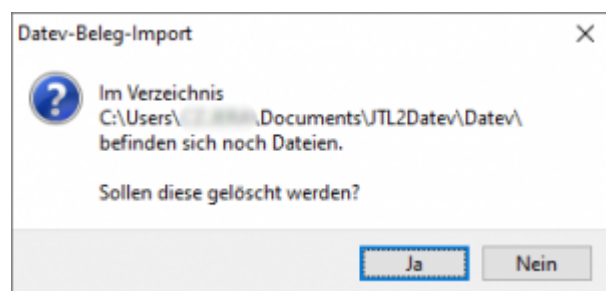 Datev-Beleg-Import
Im Verzeichnis
C:\Users\ \Documents\JTL2Datev\Datev\
befinden sich noch Dateien.
Sollen diese gelöscht werden?
Ja
Nein